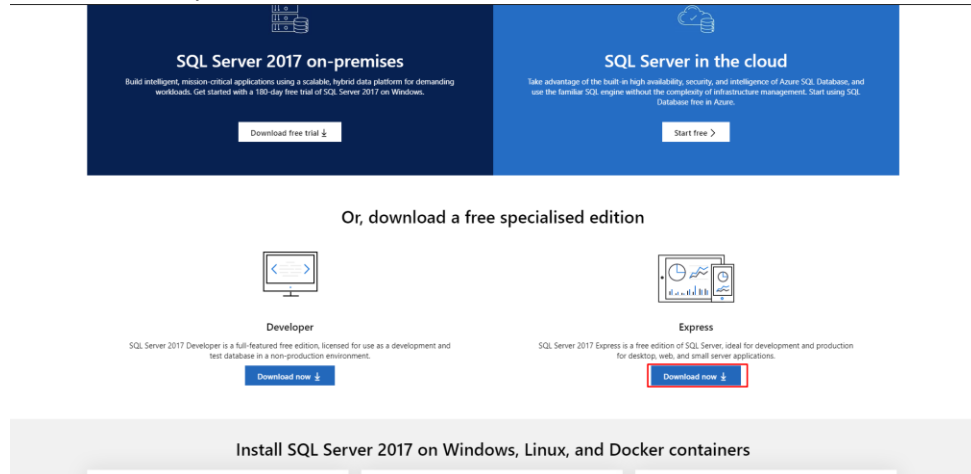 SQL Server 2017 on-premises
Build intelligent, mission-critical applications using a scalable, hybrid data platform for demanding
workloads. Get started with a 180-day free trial of SQL Server 2017 on Windows.
Download free trial
SQL Server in the cloud
Take advantage of the built-in high availability, security, and intelligence of Azure SQL Database, and
use the familiar SQL engine without the complexity of infrastructure management. Start using SQL
Database free in Azure.
Start free
Or, download a free specialised edition
Developer
SQL Server 2017 Developer is a full-featured free edition, licensed for use as a development and
test database in a non-production environment.
Download now
Express
SQL Server 2017 Express is a free edition of SQL Server, ideal for development and production
for desktop, web, and small server applications.
Download now
Install SQL Server 2017 on Windows, Linux, and Docker containers